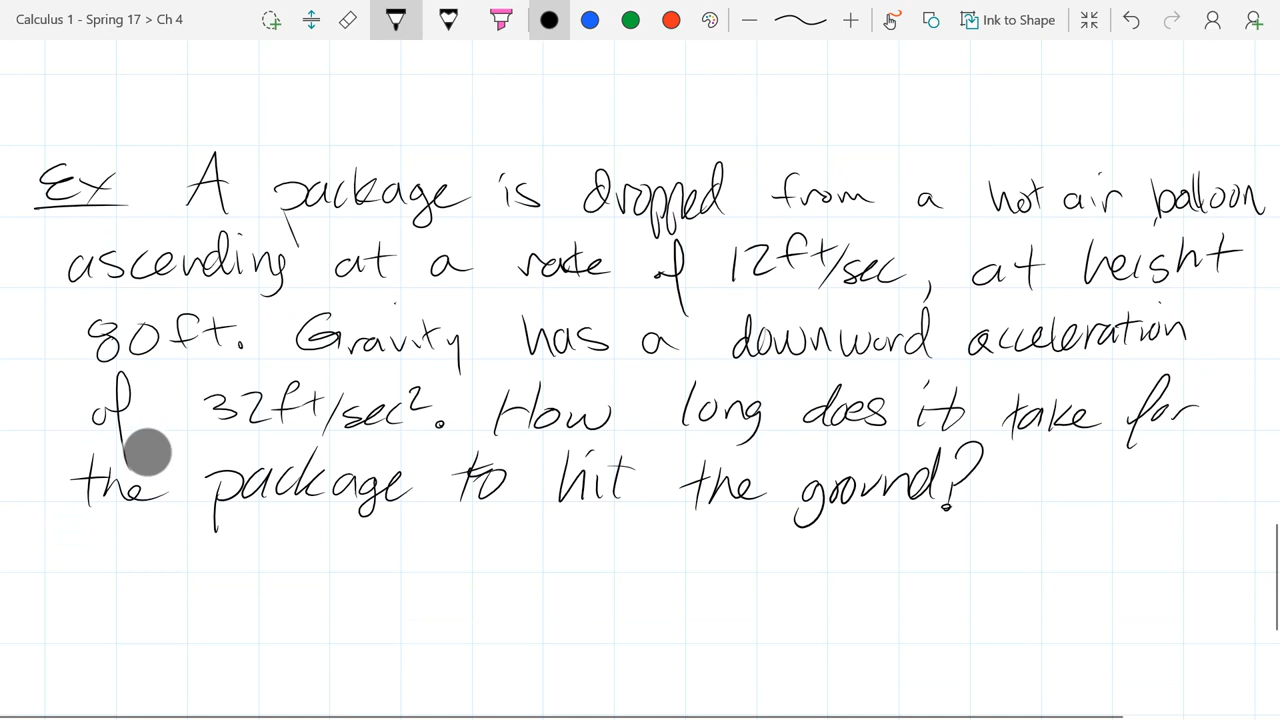 Calculus 1 - Spring 17 > Ch 4
Ink to Shape
Ex A package is dropped from a hot air balloon
ascending at a rate of 12ft/sec, at height
80ft. Gravity has a downward acceleration
of 32ft/sec². How long does it take for
the package to hit the ground?